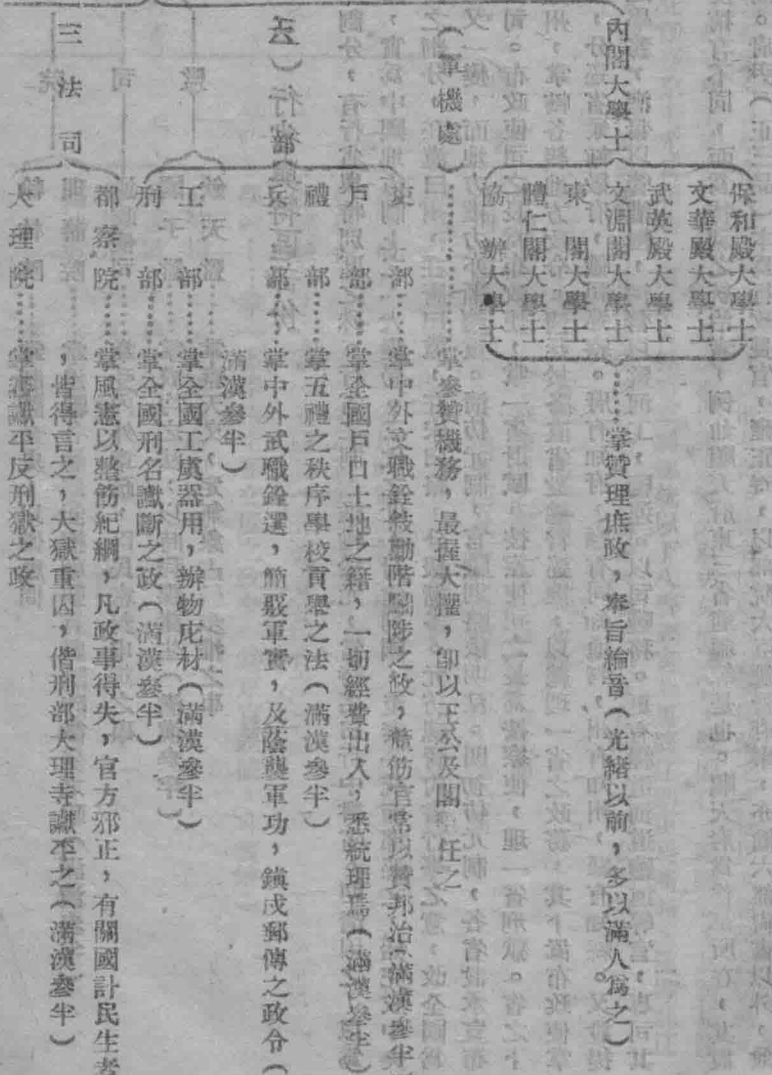 內閣大學士
保和殿大學士
文華殿大學士
武英殿大學士
文淵閣大學士
東閣大學士
體仁閣大學士
協辦大學士
掌贊理庶政，奉旨綸音（光緒以前，多以滿人爲之）
（軍機處）……掌參贊機務，最握大權，卽以王公及閣 任之
六部
吏部……掌中外文職銓敍勳階黜陟之政，釐飭官常以贊邦治（滿漢參半）
戶部……掌全國戶口土地之籍，一切經費出入，悉統理焉（滿漢參半）
禮部……掌五禮之秩序學校貢舉之法（滿漢參半）
兵部……掌中外武職銓選，簡覈軍實，及蔭襲軍功，鎭戍郵傳之政令（
滿漢參半）
工部……掌全國工虞器用，辦物庀材（滿漢參半）
刑部……掌全國刑名讞斷之政（滿漢參半）
三法司
都察院……掌風憲以整飭紀綱，凡政事得失，官方邪正，有關國計民生者
，皆得言之，大獄重囚，偕刑部大理寺讞平之（滿漢參半）
大理院……掌 讞平反刑獄之政